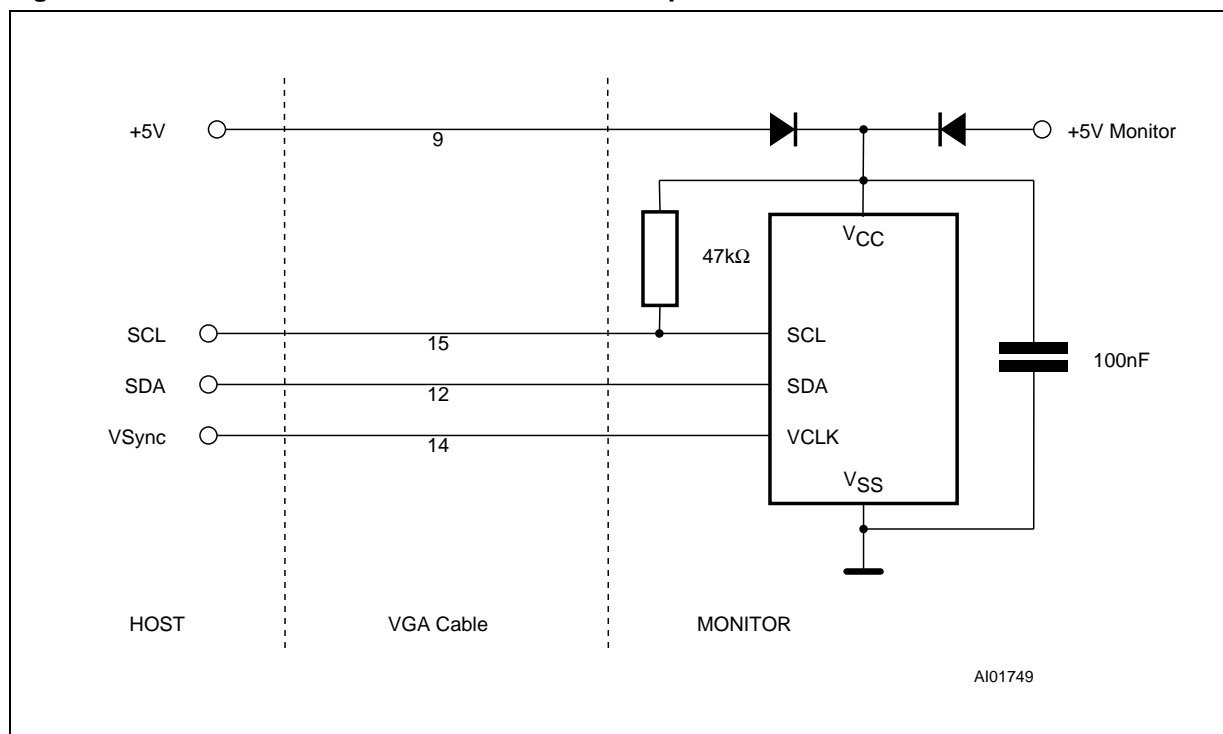 +5V
9
+5V Monitor
VCC
47kΩ
SCL
15
SCL
100nF
SDA
12
SDA
VSync
14
VCLK
VSS
HOST
VGA Cable
MONITOR
AI01749